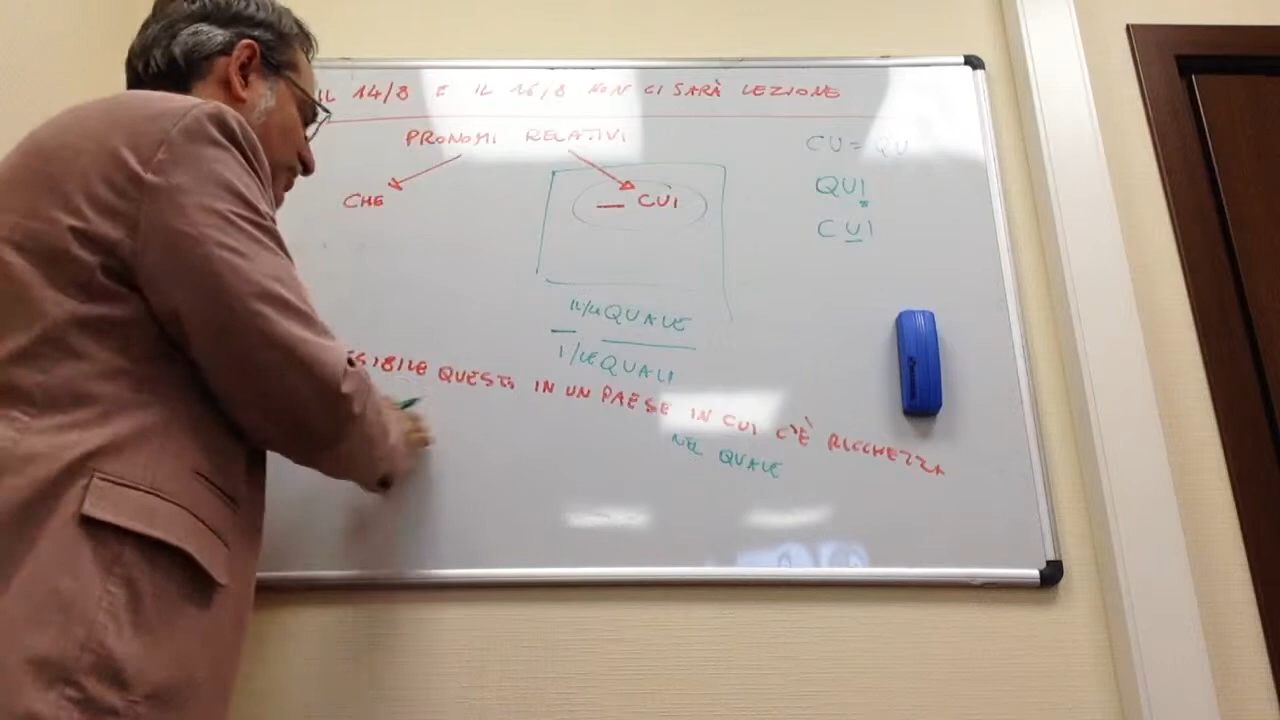 IL 14/8 E IL 16/8 NON CI SARÀ LEZIONE
PRONOMI RELATIVI
CHE
— CUI
CU = QU
QUI
CUI
IL/LA QUALE
I/LE QUALI
SIBILE QUESTO IN UN PAESE IN CUI C'È RICCHEZZA
NEL QUALE